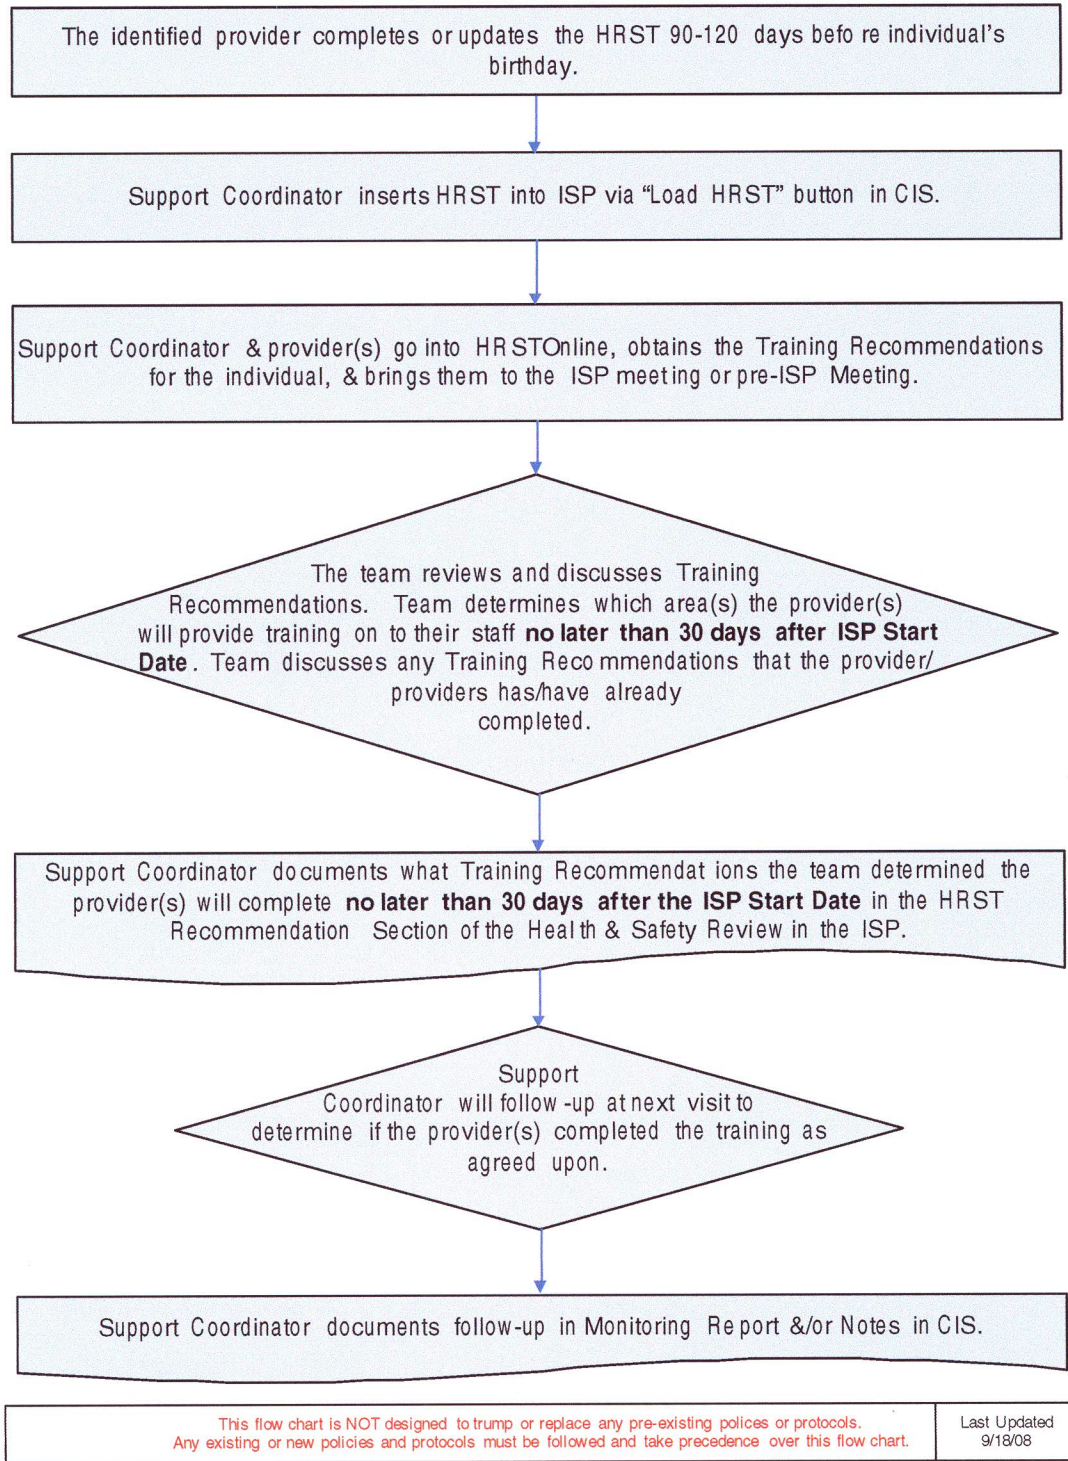 The identified provider completes or updates the HRST 90-120 days befo re individual's
birthday.
Support Coordinator inserts HRST into ISP via “Load HRST” button in CIS.
Support Coordinator & provider(s) go into HRSTOnline, obtains the Training Recommendations
for the individual, & brings them to the ISP meeting or pre-ISP Meeting.
The team reviews and discusses Training
Recommendations. Team determines which area(s) the provider(s)
will provide training on to their staff no later than 30 days after ISP Start
Date. Team discusses any Training Recommendations that the provider/
providers has/have already
completed.
Support Coordinator documents what Training Recommendat ions the team determined the
provider(s) will complete no later than 30 days after the ISP Start Date in the HRST
Recommendation Section of the Health & Safety Review in the ISP.
Support
Coordinator will follow -up at next visit to
determine if the provider(s) completed the training as
agreed upon.
Support Coordinator documents follow-up in Monitoring Report &/or Notes in CIS.
This flow chart is NOT designed to trump or replace any pre-existing polices or protocols.
Any existing or new policies and protocols must be followed and take precedence over this flow chart.
Last Updated
9/18/08